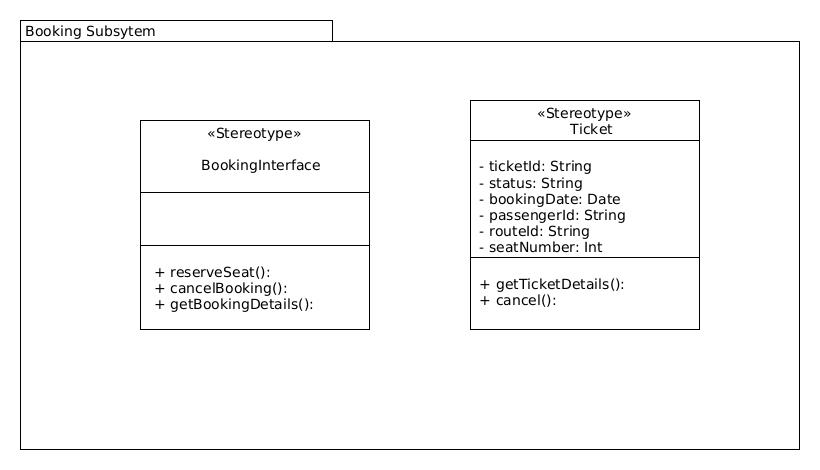 Booking Subsytem
«Stereotype»
BookingInterface
+ reserveSeat():
+ cancelBooking():
+ getBookingDetails():
«Stereotype»
Ticket
- ticketId: String
- status: String
- bookingDate: Date
- passengerId: String
- routeId: String
- seatNumber: Int
+ getTicketDetails():
+ cancel():